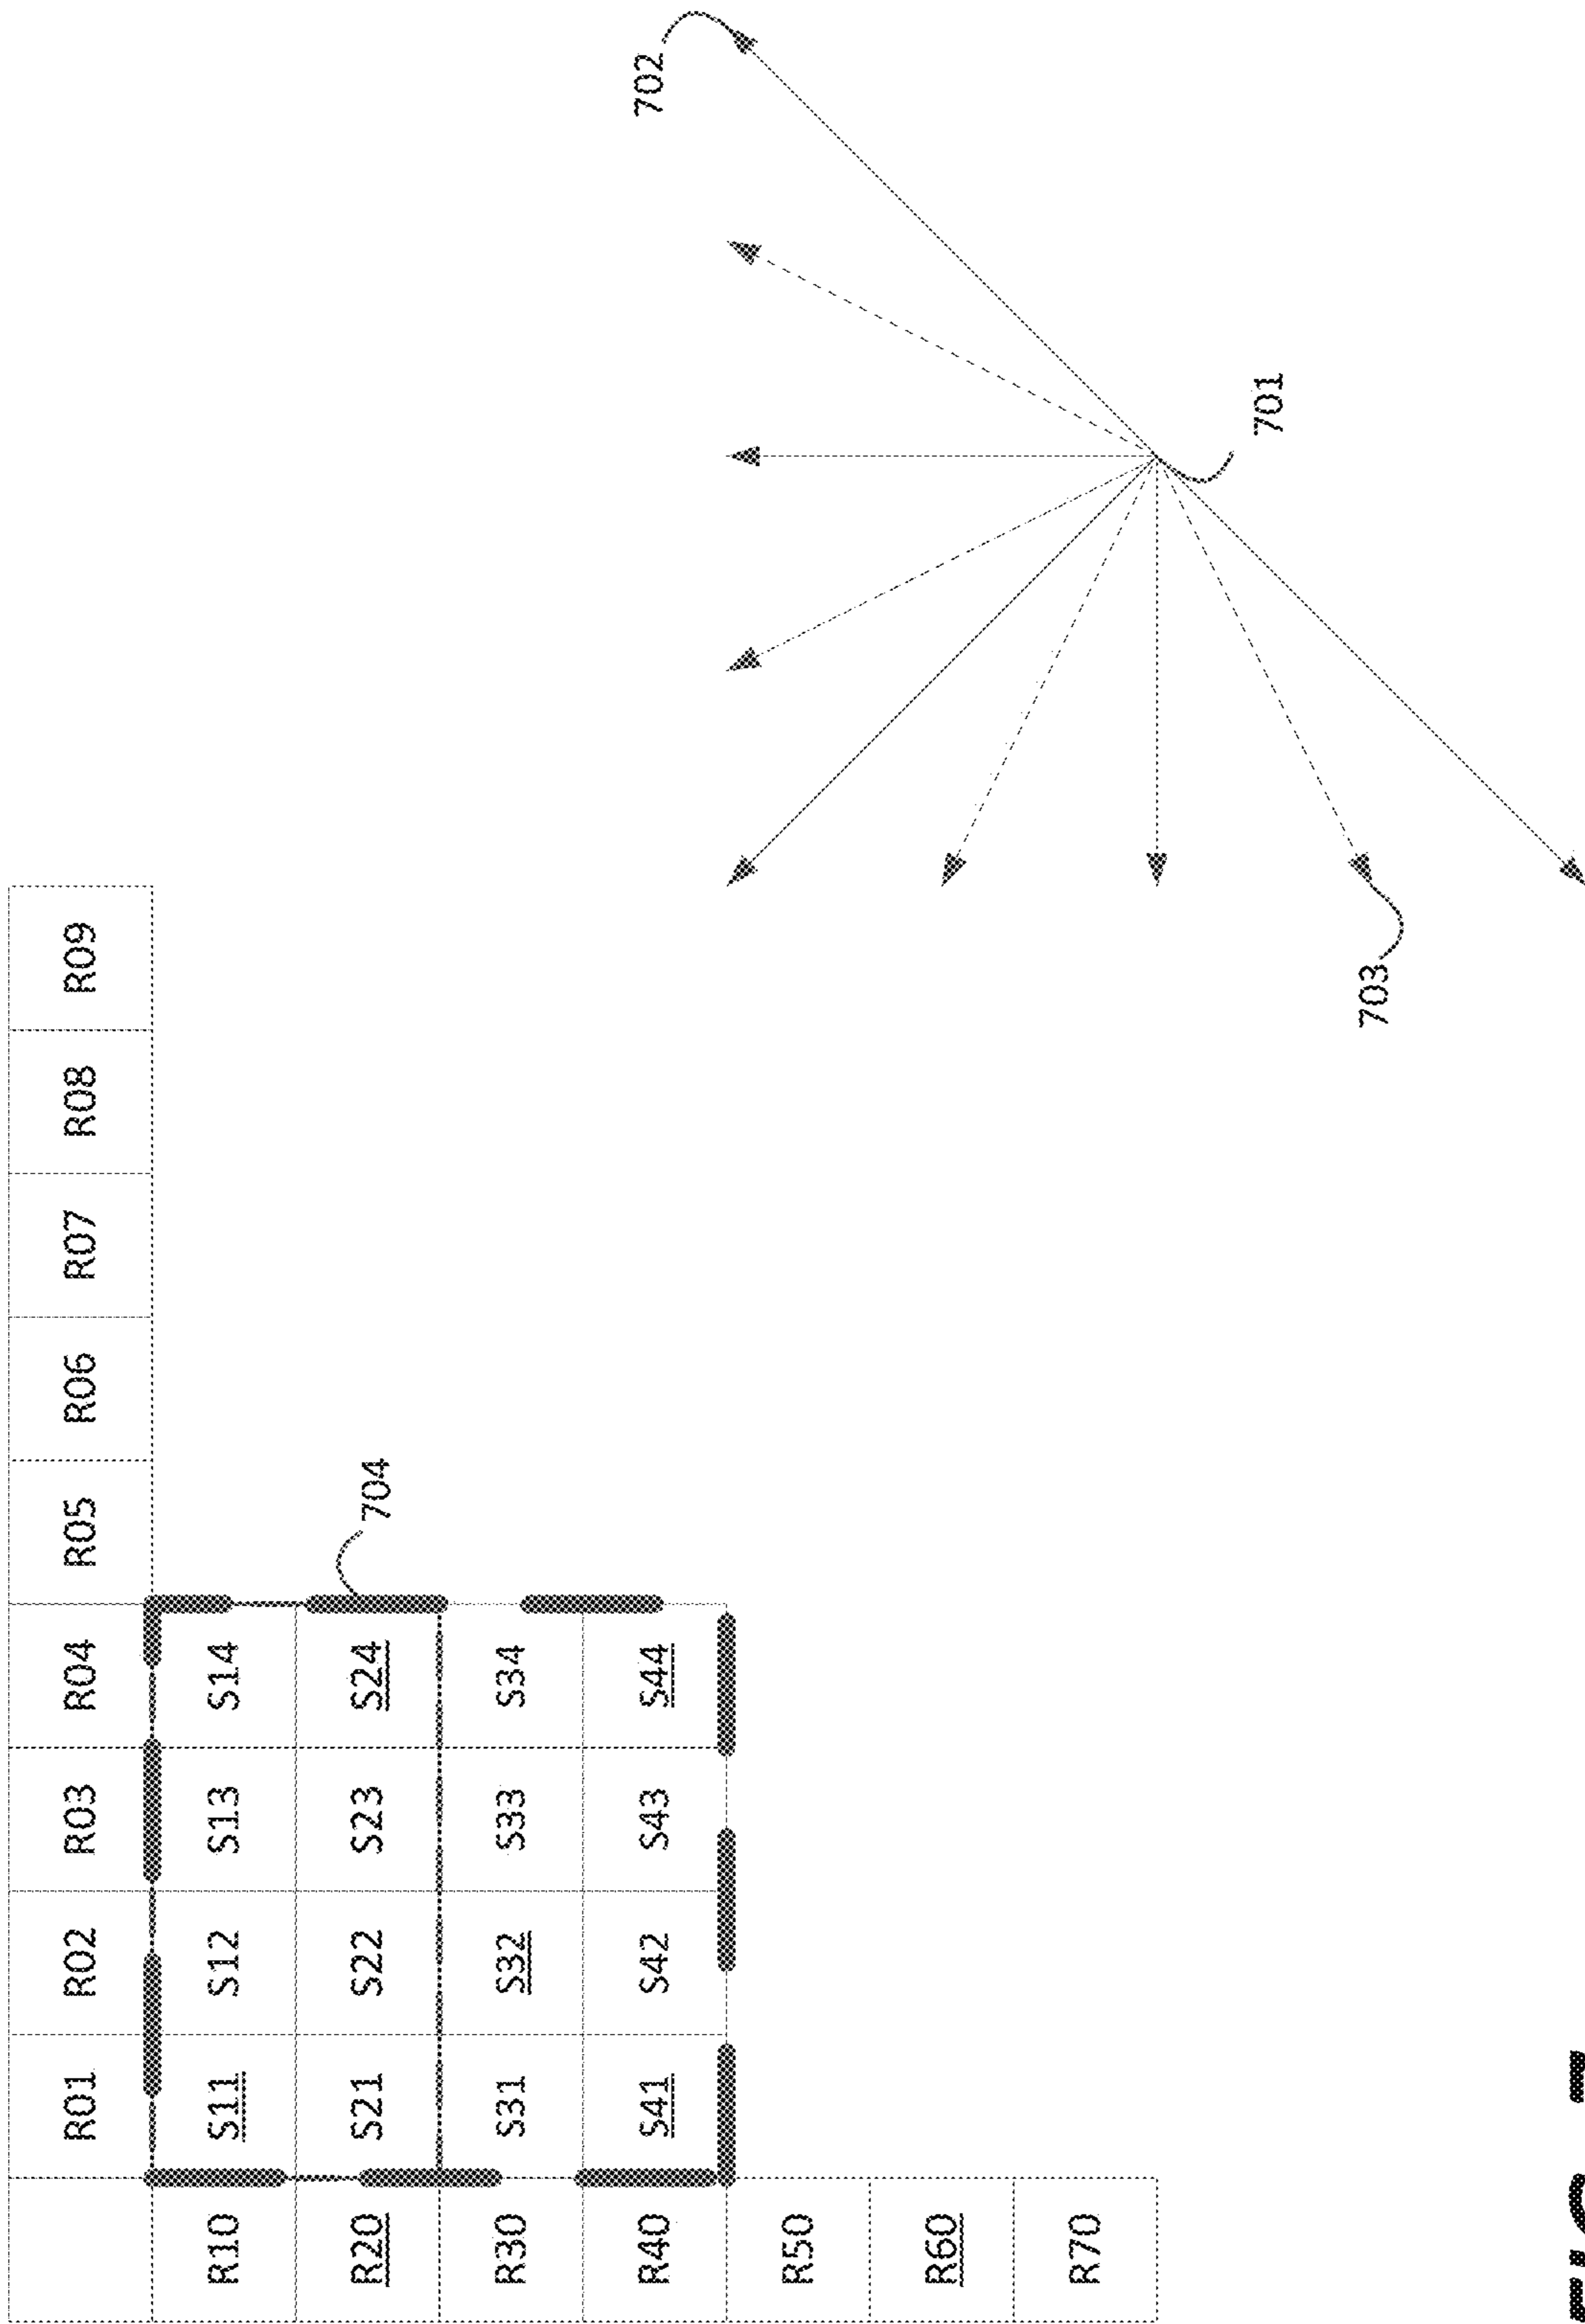 R01 R02 R03 R04 R05 R06 R07 R08 R09
R10 S11 S12 S13 S14
R20 S21 S22 S23 S24
704
R30 S31 S32 S33 S34
R40 S41 S42 S43 S44
702
R50
R60
R70
701
703